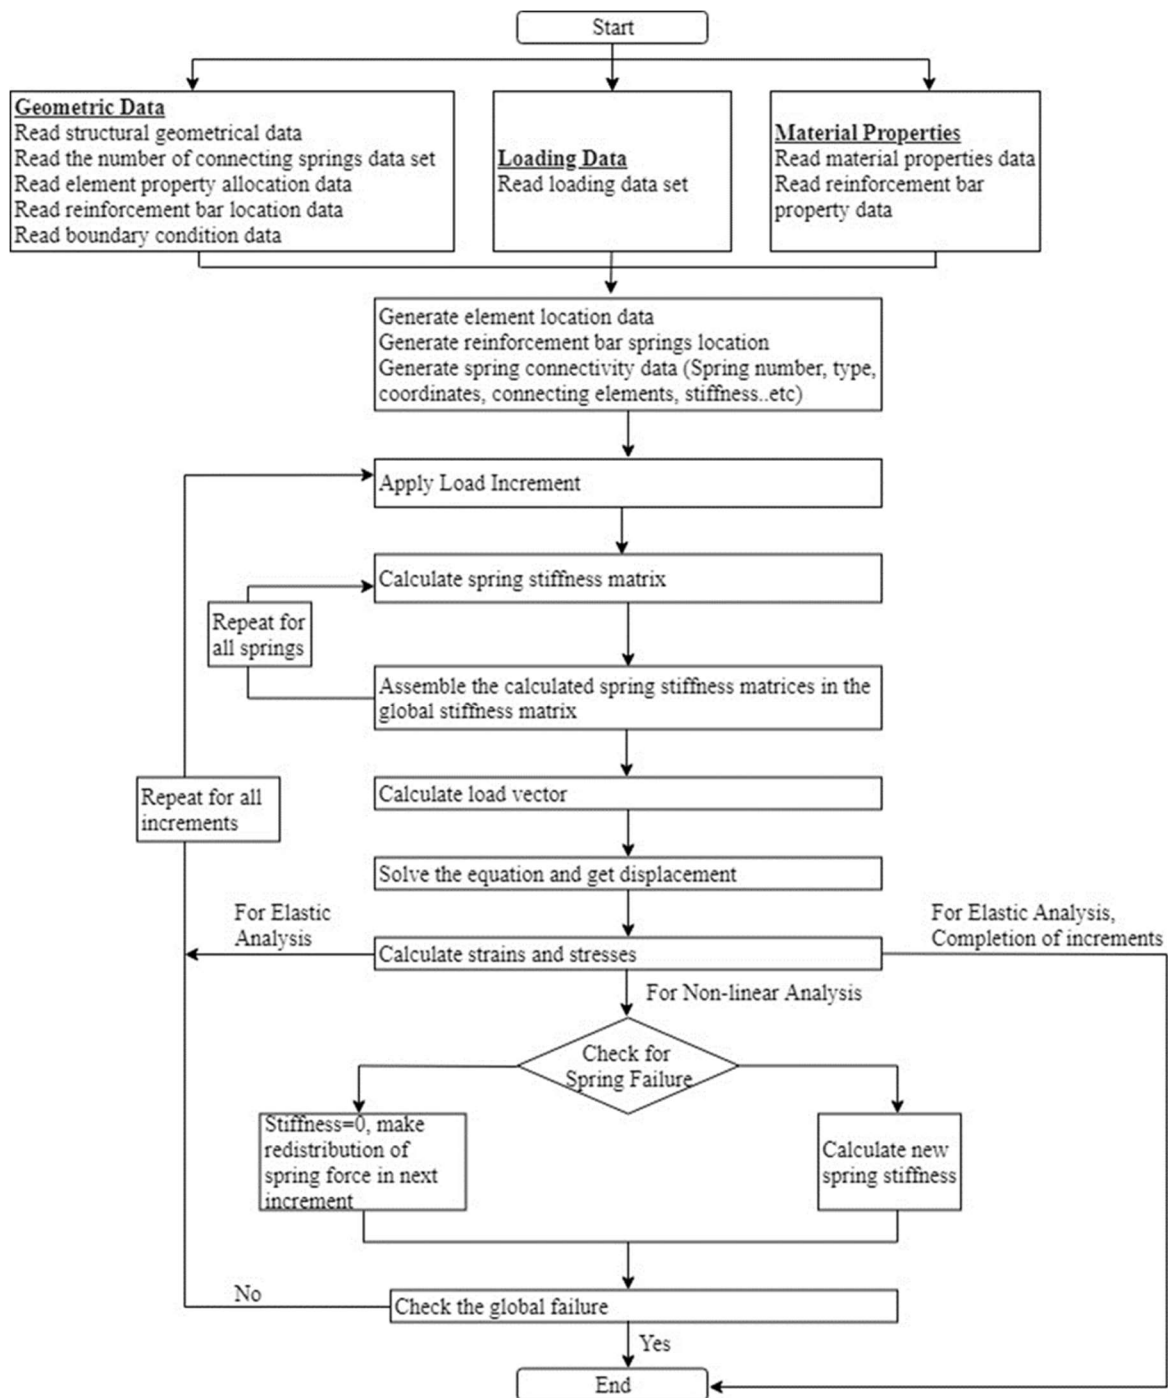 Start
Geometric Data
Read structural geometrical data
Read the number of connecting springs data set
Read element property allocation data
Read reinforcement bar location data
Read boundary condition data
Loading Data
Read loading data set
Material Properties
Read material properties data
Read reinforcement bar
property data
Generate element location data
Generate reinforcement bar springs location
Generate spring connectivity data (Spring number, type,
coordinates, connecting elements, stiffness..etc)
Apply Load Increment
Calculate spring stiffness matrix
Repeat for
all springs
Assemble the calculated spring stiffness matrices in the
global stiffness matrix
Repeat for all
increments
Calculate load vector
Solve the equation and get displacement
For Elastic
Analysis
For Elastic Analysis,
Completion of increments
Calculate strains and stresses
For Non-linear Analysis
Check for
Spring Failure
Stiffness=0, make
redistribution of
spring force in next
increment
Calculate new
spring stiffness
No
Check the global failure
Yes
End